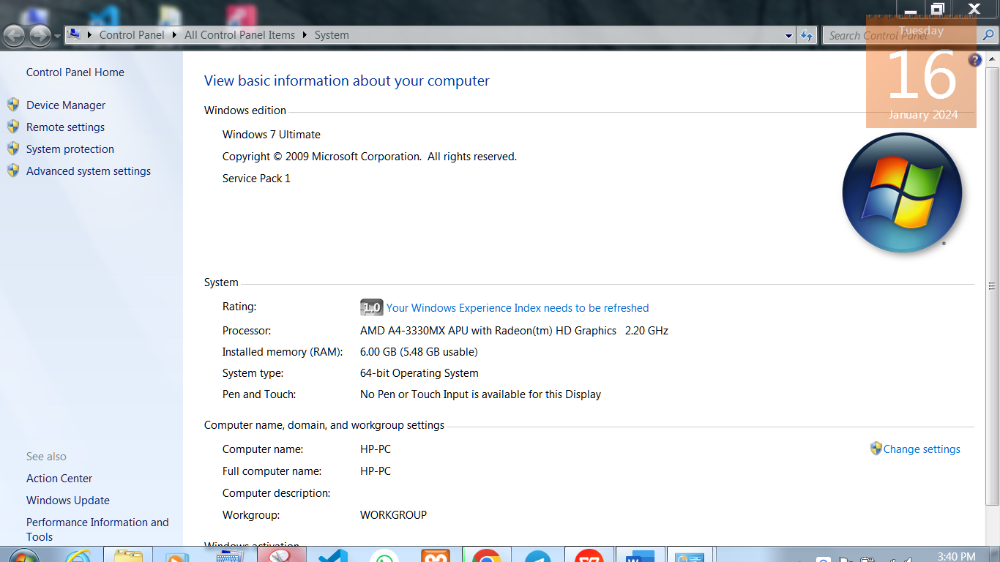 Control Panel
All Control Panel Items
System
Search Control Panel
Tuesday
16
January 2024
Control Panel Home
Device Manager
Remote settings
System protection
Advanced system settings
View basic information about your computer
Windows edition
Windows 7 Ultimate
Copyright © 2009 Microsoft Corporation. All rights reserved.
Service Pack 1
System
Rating: 1.0 Your Windows Experience Index needs to be refreshed
Processor: AMD A4-3330MX APU with Radeon(tm) HD Graphics 2.20 GHz
Installed memory (RAM): 6.00 GB (5.48 GB usable)
System type: 64-bit Operating System
Pen and Touch: No Pen or Touch Input is available for this Display
Computer name, domain, and workgroup settings
Computer name: HP-PC
Change settings
Full computer name: HP-PC
Computer description:
Workgroup: WORKGROUP
Windows activation
See also
Action Center
Windows Update
Performance Information and
Tools
3:40 PM